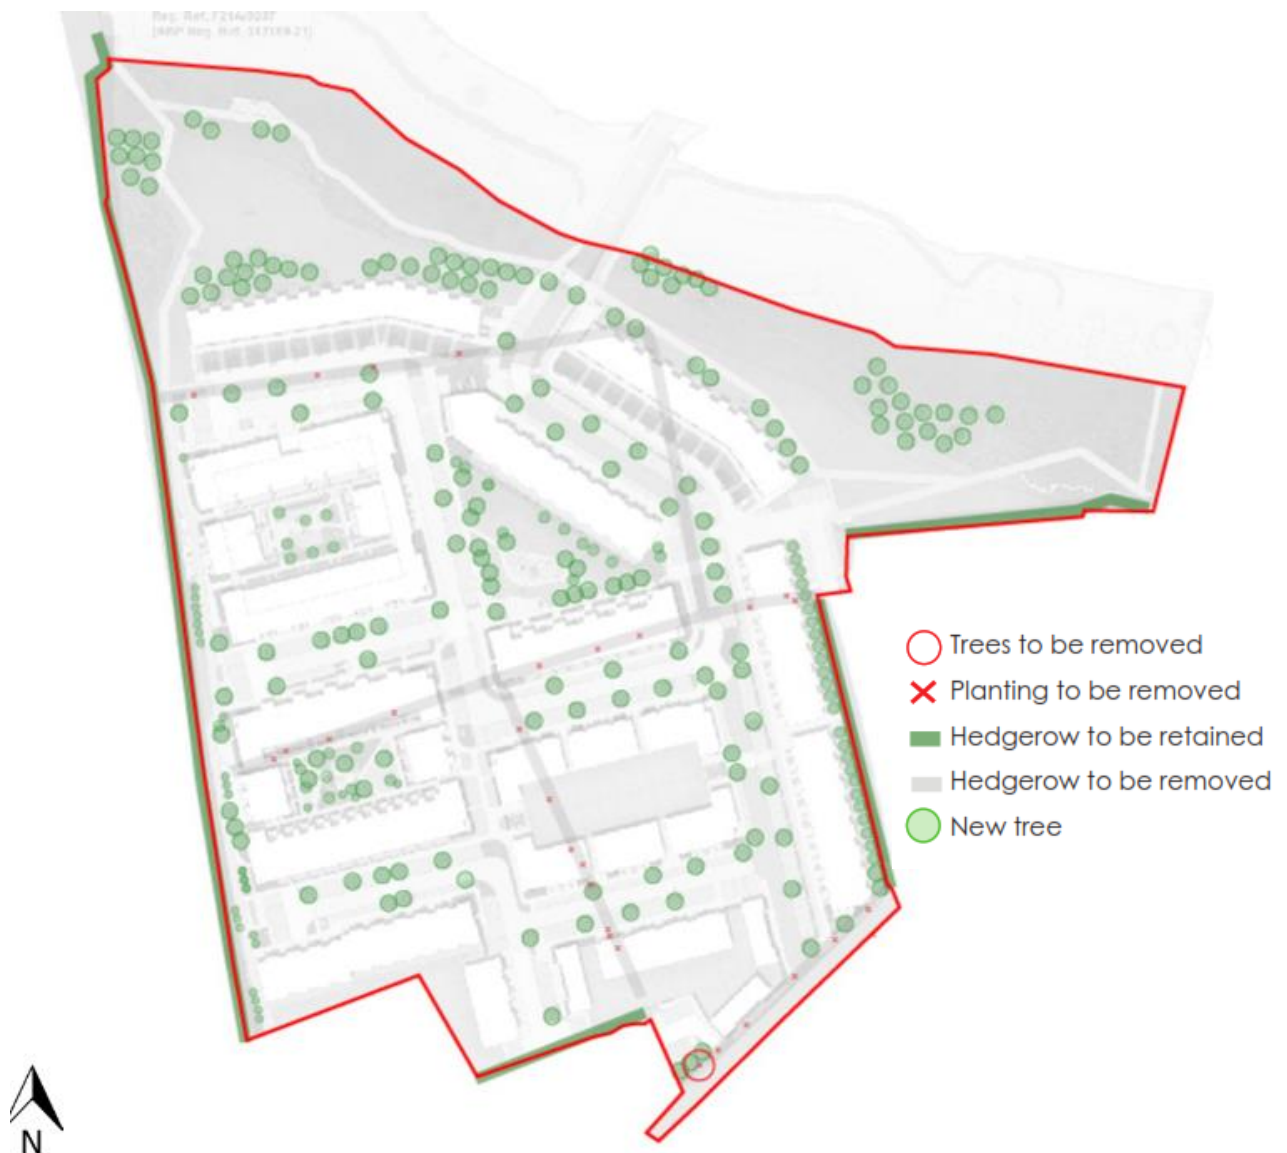 Trees to be removed
Planting to be removed
Hedgerow to be retained
Hedgerow to be removed
New tree
N